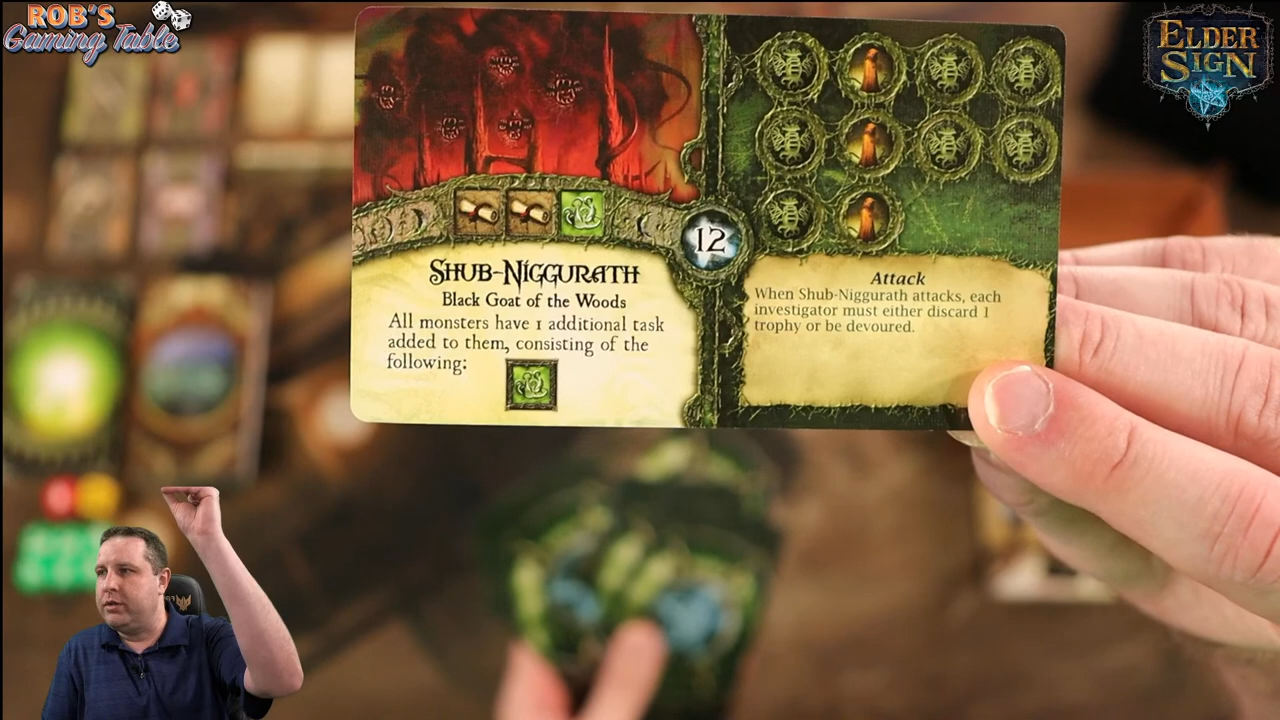 ROB'S
Gaming Table
ELDER
SIGN
12
SHUB-NIGGURATH
Black Goat of the Woods
All monsters have 1 additional task
added to them, consisting of the
following:
Attack
When Shub-Niggurath attacks, each
investigator must either discard 1
trophy or be devoured.